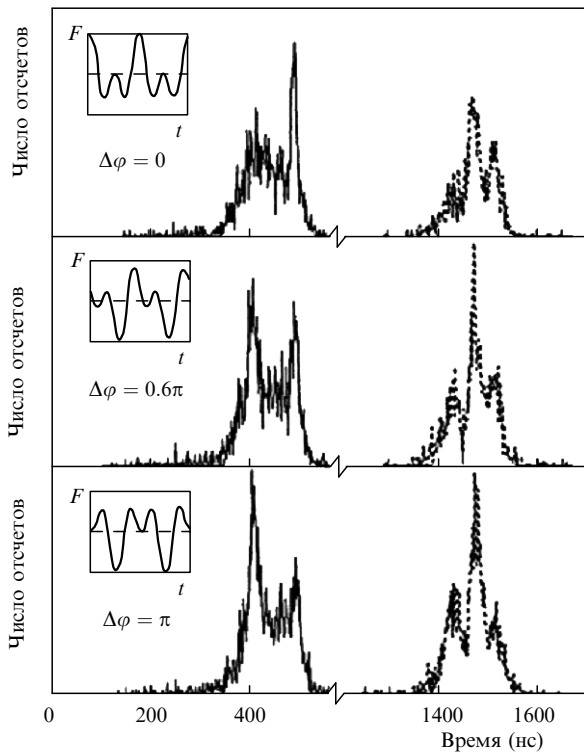 Число отсчетов
F
t
Δφ = 0
Число отсчетов
F
t
Δφ = 0.6π
Число отсчетов
F
t
Δφ = π
0 200 400 1400 1600
Время (нс)